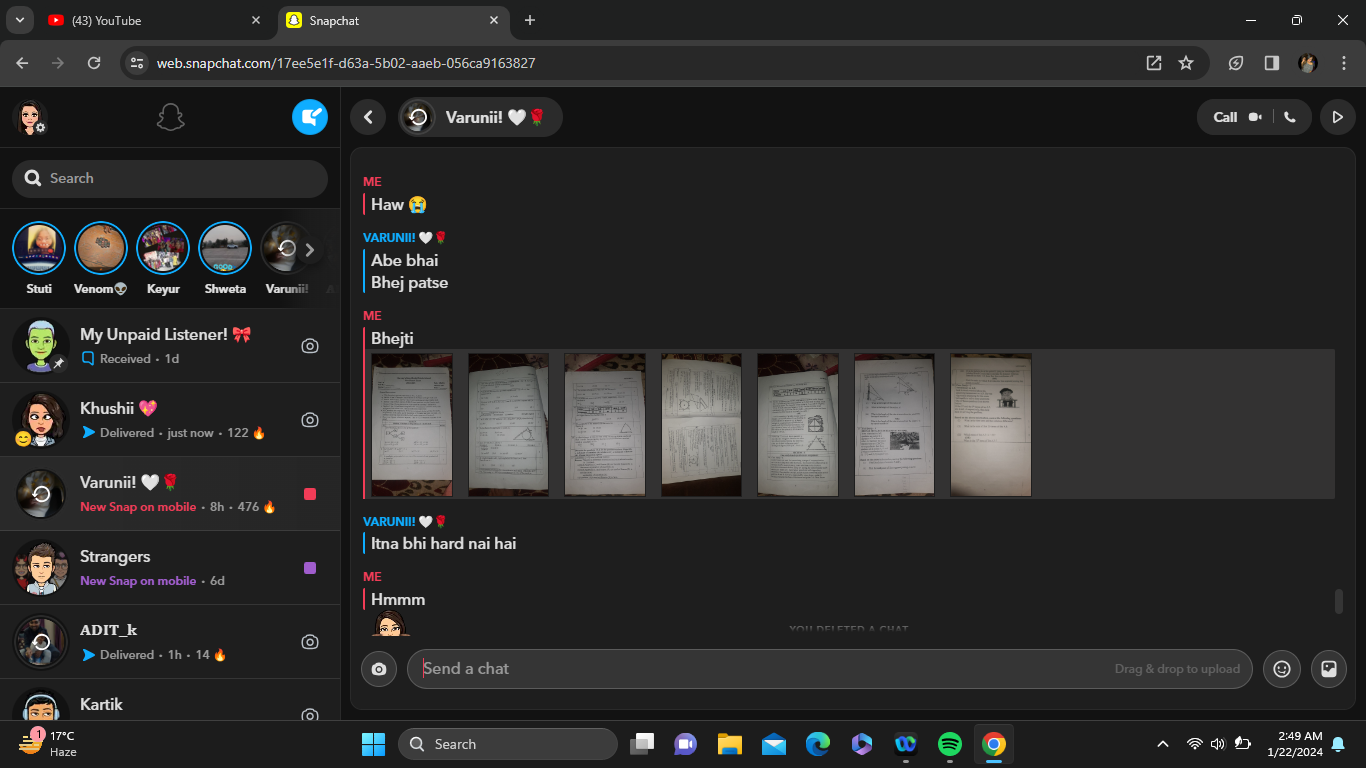 (43) YouTube
Snapchat
web.snapchat.com/17ee5e1f-d63a-5b02-aaeb-056ca9163827
Search
Stuti
Venom👽
Keyur
Shweta
Varunii!
My Unpaid Listener! 🎀
Received · 1d
Khushii 💖
Delivered · just now · 122 🔥
Varunii! 🤍🌹
New Snap on mobile · 8h · 476 🔥
Strangers
New Snap on mobile · 6d
ADIT_k
Delivered · 1h · 14 🔥
Kartik
Varunii! 🤍🌹
Call
ME
Haw 😭
VARUNII! 🤍🌹
Abe bhai
Bhej patse
ME
Bhejti
VARUNII! 🤍🌹
Itna bhi hard nai hai
ME
Hmmm
YOU DELETED A CHAT
Send a chat
Drag & drop to upload
1
17°C
Haze
Search
2:49 AM
1/22/2024